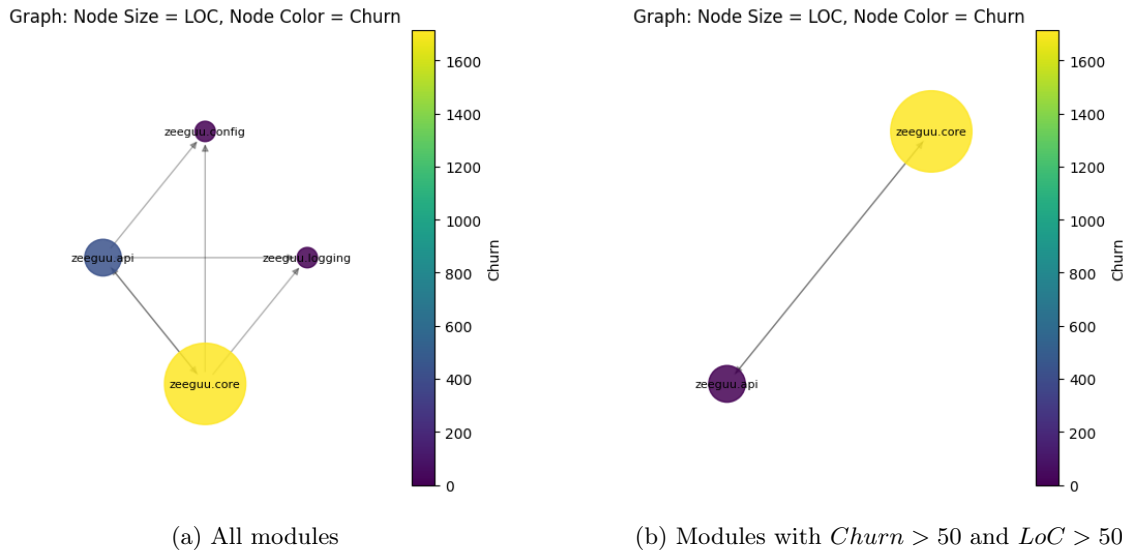 Graph: Node Size = LOC, Node Color = Churn
zeeguu.config
zeeguu.api
zeeguu.logging
zeeguu.core
1600
1400
1200
1000
800
600
400
200
0
Churn
(a) All modules
Graph: Node Size = LOC, Node Color = Churn
zeeguu.core
zeeguu.api
1600
1400
1200
1000
800
600
400
200
0
Churn
(b) Modules with Churn > 50 and LoC > 50